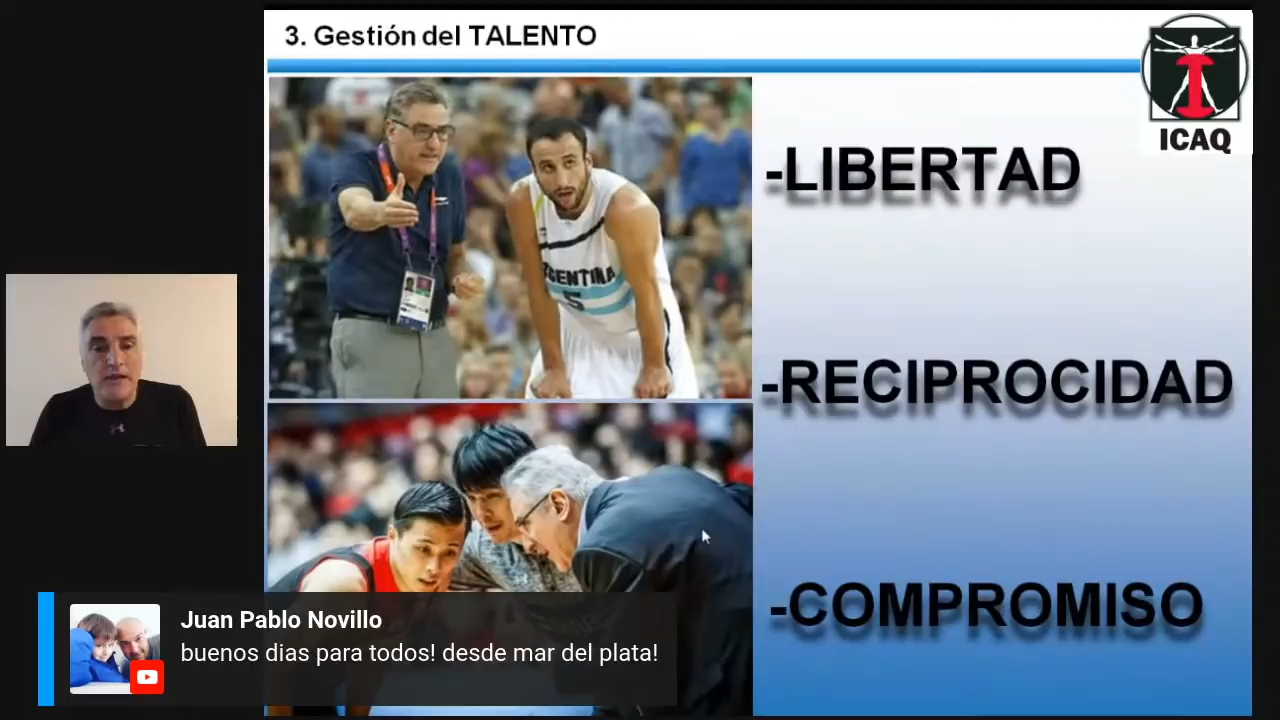 3. Gestión del TALENTO
ICAQ
-LIBERTAD
ARGENTINA
5
-RECIPROCIDAD
-COMPROMISO
Juan Pablo Novillo
buenos dias para todos! desde mar del plata!